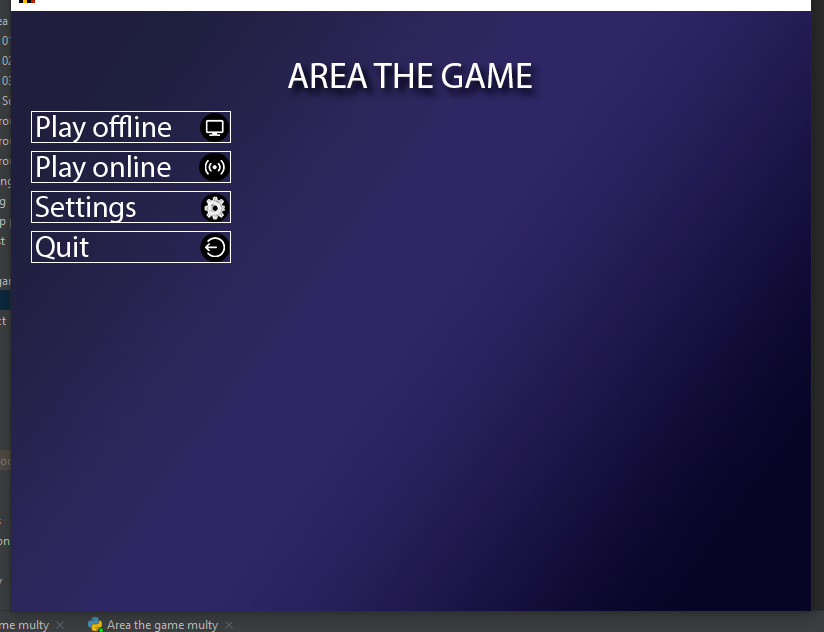 AREA THE GAME
Play offline
Play online
Settings
Quit
me multy
Area the game multy